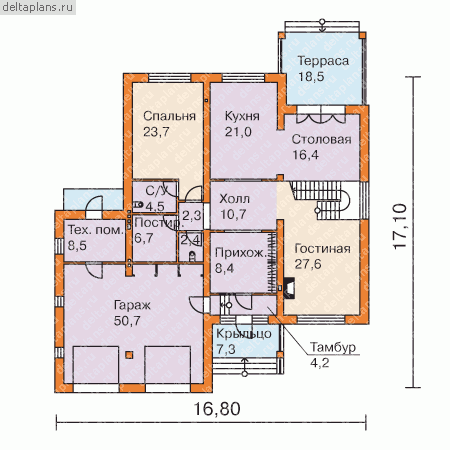 deltaplans.ru
Терраса
18,5
Спальня
23,7
Кухня
21,0
Столовая
16,4
С/У
4,5
2,3
Холл
10,7
Постир.
6,7
2,4
Тех. пом.
8,5
Прихож.
8,4
Гостиная
27,6
Гараж
50,7
Крыльцо
7,3
Тамбур
4,2
17,10
16,80